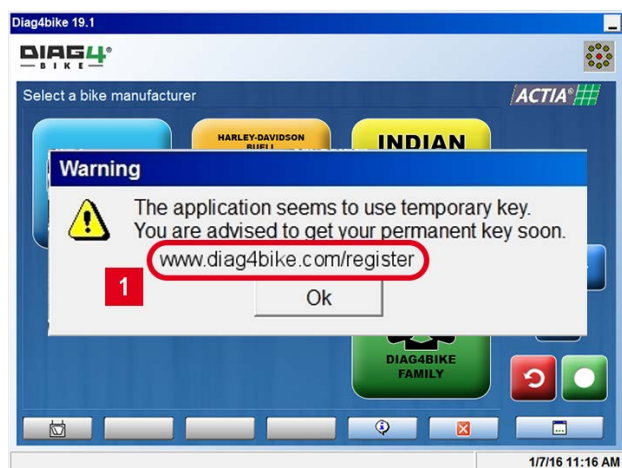 Diag4bike 19.1
DIAG4
BIKE
Select a bike manufacturer
ACTIA®
HARLEY-DAVIDSON
BUELL
INDIAN
Warning
The application seems to use temporary key.
You are advised to get your permanent key soon.
www.diag4bike.com/register
1
Ok
DIAG4BIKE
FAMILY
1/7/16 11:16 AM